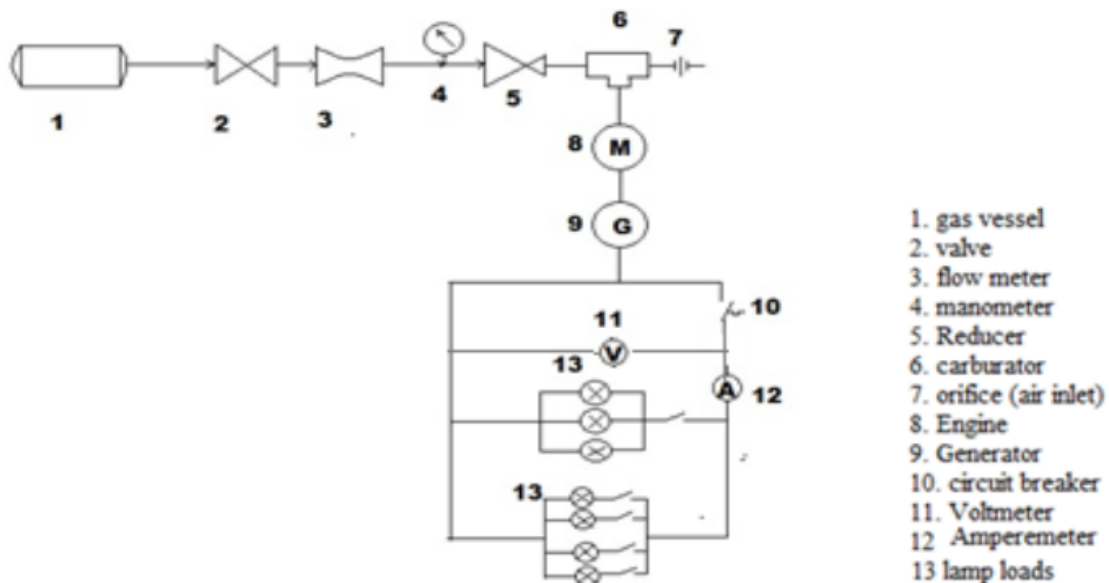 6
7
1
2
3
4
5
8
M
9
G
10
11
V
13
A
12
13
1. gas vessel
2. valve
3. flow meter
4. manometer
5. Reducer
6. carburator
7. orifice (air inlet)
8. Engine
9. Generator
10. circuit breaker
11. Voltmeter
12 Amperemeter
13 lamp loads